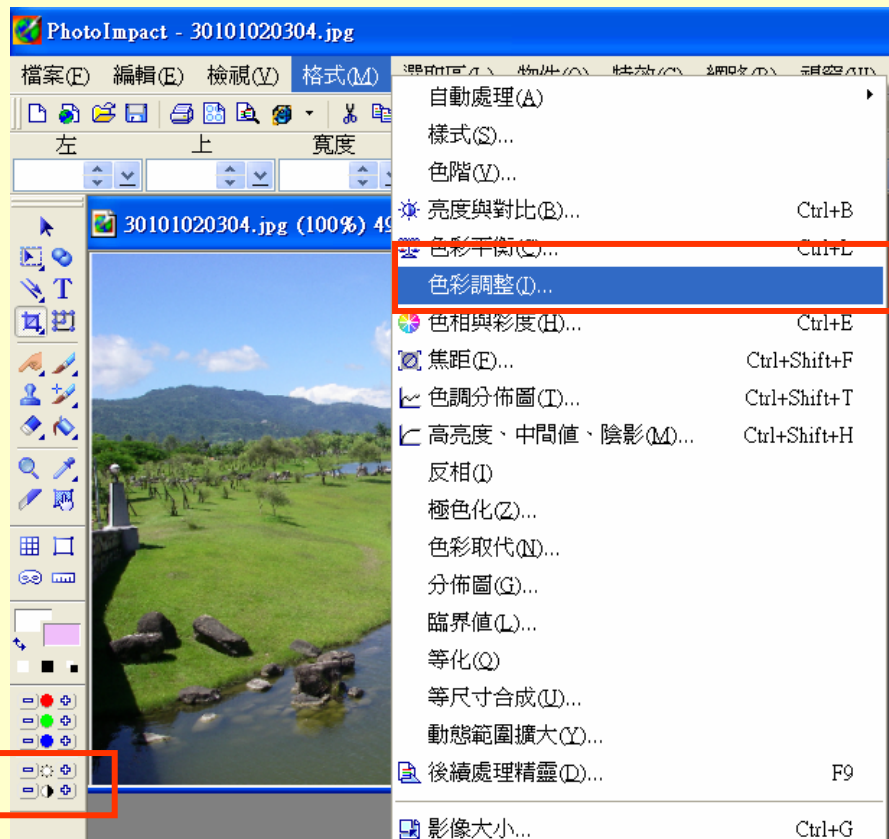 PhotoImpact - 30101020304.jpg
檔案(F) 編輯(E) 檢視(V) 格式(M)
左 上 寬度
30101020304.jpg (100%)
T
自動處理(A)
樣式(S)...
色階(V)...
亮度與對比(B)... Ctrl+B
色彩平衡(C)... Ctrl+L
色彩調整(J)...
色相與彩度(H)... Ctrl+E
焦距(F)... Ctrl+Shift+F
色調分佈圖(T)... Ctrl+Shift+T
高亮度、中間值、陰影(M)... Ctrl+Shift+H
反相(I)
極色化(Z)...
色彩取代(N)...
分佈圖(G)...
臨界值(L)...
等化(Q)
等尺寸合成(U)...
動態範圍擴大(Y)...
後續處理精靈(D)... F9
影像大小... Ctrl+G